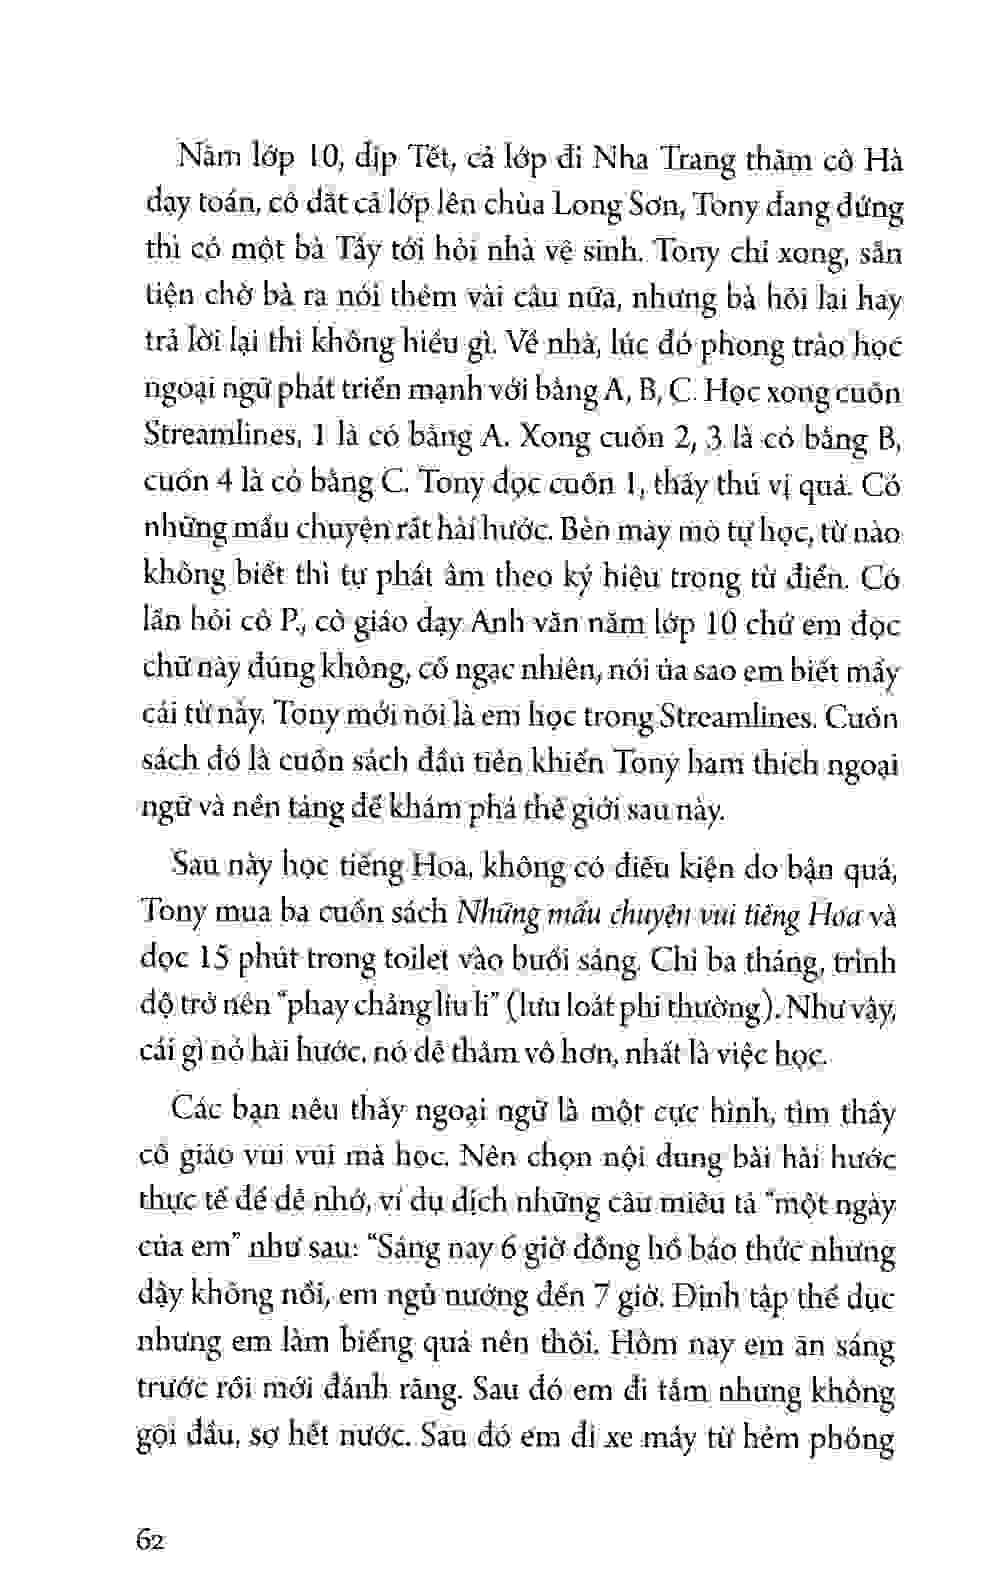 Năm lớp 10, dịp Tết, cả lớp đi Nha Trang thăm cô Hà
dạy toán, cô dắt cả lớp lên chùa Long Sơn, Tony đang đứng
thì có một bà Tây tới hỏi nhà vệ sinh. Tony chỉ xong, sẵn
tiện chờ bà ra nói thêm vài câu nữa, nhưng bà hỏi lại hay
trả lời lại thì không hiểu gì. Về nhà, lúc đó phong trào học
ngoại ngữ phát triển mạnh với bằng A, B, C. Học xong cuốn
Streamlines, 1 là có bằng A. Xong cuốn 2, 3 là có bằng B,
cuốn 4 là có bằng C. Tony đọc cuốn 1, thấy thú vị quá. Có
những mẩu chuyện rất hài hước. Bèn mày mò tự học, từ nào
không biết thì tự phát âm theo ký hiệu trong từ điển. Có
lần hỏi cô P., cô giáo dạy Anh văn năm lớp 10 chứ em đọc
chữ này đúng không, cổ ngạc nhiên, nói ủa sao em biết mấy
cái từ này. Tony mới nói là em học trong Streamlines. Cuốn
sách đó là cuốn sách đầu tiên khiến Tony ham thích ngoại
ngữ và nền tảng để khám phá thế giới sau này.
Sau này học tiếng Hoa, không có điều kiện do bận quá,
Tony mua ba cuốn sách Những mẩu chuyện vui tiếng Hoa và
đọc 15 phút trong toilet vào buổi sáng. Chỉ ba tháng, trình
độ trở nên “phay chảng liu li” (lưu loát phi thường). Như vậy,
cái gì nó hài hước, nó dễ thấm vô hơn, nhất là việc học.
Các bạn nếu thấy ngoại ngữ là một cực hình, tìm thầy
cô giáo vui vui mà học. Nên chọn nội dung bài hài hước
thực tế để dễ nhớ, ví dụ dịch những câu miêu tả “một ngày
của em” như sau: “Sáng nay 6 giờ đồng hồ báo thức nhưng
dậy không nổi, em ngủ nướng đến 7 giờ. Định tập thể dục
nhưng em làm biếng quá nên thôi. Hôm nay em ăn sáng
trước rồi mới đánh răng. Sau đó em đi tắm nhưng không
gội đầu, sợ hết nước. Sau đó em đi xe máy từ hẻm phóng
62